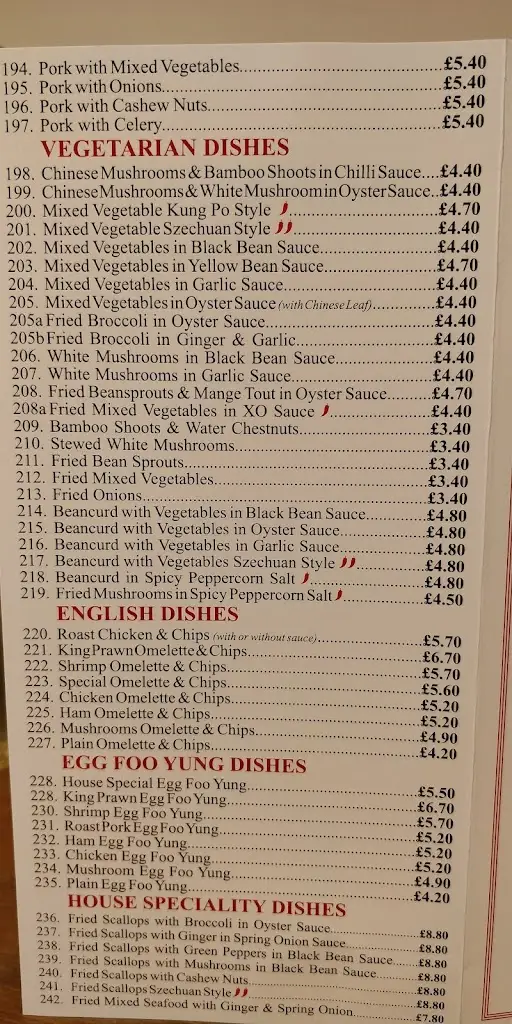 194. Pork with Mixed Vegetables........£5.40
195. Pork with Onions........£5.40
196. Pork with Cashew Nuts........£5.40
197. Pork with Celery........£5.40
VEGETARIAN DISHES
198. Chinese Mushrooms & Bamboo Shoots in Chilli Sauce....£4.40
199. Chinese Mushrooms & White Mushroom in Oyster Sauce..£4.40
200. Mixed Vegetable Kung Po Style........£4.70
201. Mixed Vegetable Szechuan Style........£4.40
202. Mixed Vegetables in Black Bean Sauce........£4.40
203. Mixed Vegetables in Yellow Bean Sauce........£4.70
204. Mixed Vegetables in Garlic Sauce........£4.40
205. Mixed Vegetables in Oyster Sauce (with Chinese Leaf)........£4.40
205a Fried Broccoli in Oyster Sauce........£4.40
205b Fried Broccoli in Ginger & Garlic........£4.40
206. White Mushrooms in Black Bean Sauce........£4.40
207. White Mushrooms in Garlic Sauce........£4.40
208. Fried Beansprouts & Mange Tout in Oyster Sauce........£4.70
208a Fried Mixed Vegetables in XO Sauce........£4.40
209. Bamboo Shoots & Water Chestnuts........£3.40
210. Stewed White Mushrooms........£3.40
211. Fried Bean Sprouts........£3.40
212. Fried Mixed Vegetables........£3.40
213. Fried Onions........£3.40
214. Beancurd with Vegetables in Black Bean Sauce........£4.80
215. Beancurd with Vegetables in Oyster Sauce........£4.80
216. Beancurd with Vegetables in Garlic Sauce........£4.80
217. Beancurd with Vegetables Szechuan Style........£4.80
218. Beancurd in Spicy Peppercorn Salt........£4.80
219. Fried Mushrooms in Spicy Peppercorn Salt........£4.50
ENGLISH DISHES
220. Roast Chicken & Chips (with or without sauce)........£5.70
221. King Prawn Omelette & Chips........£6.70
222. Shrimp Omelette & Chips........£5.70
223. Special Omelette & Chips........£5.60
224. Chicken Omelette & Chips........£5.20
225. Ham Omelette & Chips........£5.20
226. Mushrooms Omelette & Chips........£4.90
227. Plain Omelette & Chips........£4.20
EGG FOO YUNG DISHES
228. House Special Egg Foo Yung........£5.50
228. King Prawn Egg Foo Yung........£6.70
230. Shrimp Egg Foo Yung........£5.70
231. Roast Pork Egg Foo Yung........£5.20
232. Ham Egg Foo Yung........£5.20
233. Chicken Egg Foo Yung........£5.20
234. Mushroom Egg Foo Yung........£4.90
235. Plain Egg Foo Yung........£4.20
HOUSE SPECIALITY DISHES
236. Fried Scallops with Broccoli in Oyster Sauce........£8.80
237. Fried Scallops with Ginger in Spring Onion Sauce........£8.80
238. Fried Scallops with Green Peppers in Black Bean Sauce........£8.80
239. Fried Scallops with Mushrooms in Black Bean Sauce........£8.80
240. Fried Scallops with Cashew Nuts........£8.80
241. Fried Scallops Szechuan Style........£8.80
242. Fried Mixed Seafood with Ginger & Spring Onion........£7.80